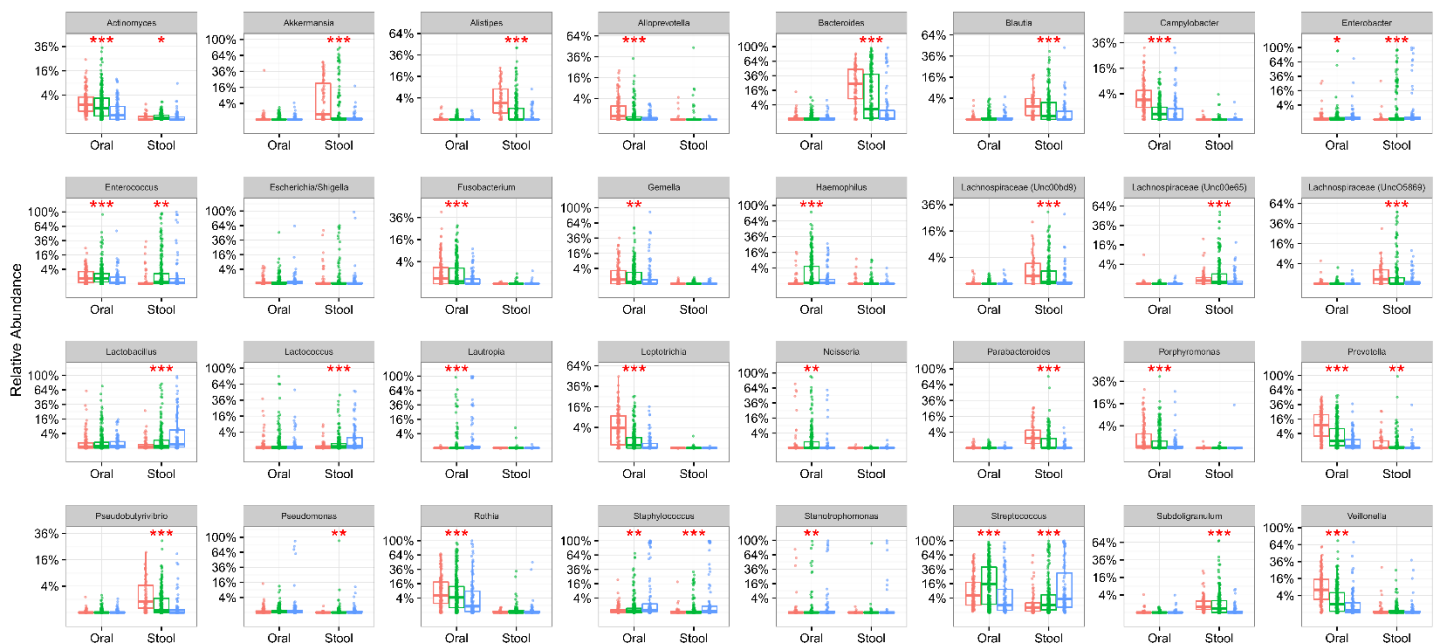 Relative Abundance
Actinomyces
*** *
36%
16%
4%
Oral Stool
Akkermansia
***
100%
64%
36%
16%
4%
Oral Stool
Alistipes
***
64%
36%
16%
4%
Oral Stool
Alloprevotella
***
64%
36%
16%
4%
Oral Stool
Bacteroides
***
100%
64%
36%
16%
4%
Oral Stool
Blautia
***
64%
36%
16%
4%
Oral Stool
Campylobacter
***
36%
16%
4%
Oral Stool
Enterobacter
* ***
100%
64%
36%
16%
4%
Oral Stool
Enterococcus
*** **
100%
64%
36%
16%
4%
Oral Stool
Escherichia/Shigella
100%
64%
36%
16%
4%
Oral Stool
Fusobacterium
***
36%
16%
4%
Oral Stool
Gemella
**
100%
64%
36%
16%
4%
Oral Stool
Haemophilus
***
100%
64%
36%
16%
4%
Oral Stool
Lachnospiraceae (Unc00bd9)
***
36%
16%
4%
Oral Stool
Lachnospiraceae (Unc00e65)
***
64%
36%
16%
4%
Oral Stool
Lachnospiraceae (UncO5869)
***
64%
36%
16%
4%
Oral Stool
Lactobacillus
***
100%
64%
36%
16%
4%
Oral Stool
Lactococcus
***
100%
64%
36%
16%
4%
Oral Stool
Lautropia
***
100%
64%
36%
16%
4%
Oral Stool
Leptotrichia
***
64%
36%
16%
4%
Oral Stool
Neisseria
**
100%
64%
36%
16%
4%
Oral Stool
Parabacteroides
***
100%
64%
36%
16%
4%
Oral Stool
Porphyromonas
***
36%
16%
4%
Oral Stool
Prevotella
*** **
100%
64%
36%
16%
4%
Oral Stool
Pseudobutyrivibrio
***
36%
16%
4%
Oral Stool
Pseudomonas
**
100%
64%
36%
16%
4%
Oral Stool
Rothia
***
100%
64%
36%
16%
4%
Oral Stool
Staphylococcus
** ***
100%
64%
36%
16%
4%
Oral Stool
Stenotrophomonas
**
100%
64%
36%
16%
4%
Oral Stool
Streptococcus
*** ***
100%
64%
36%
16%
4%
Oral Stool
Subdoligranulum
***
64%
36%
16%
4%
Oral Stool
Veillonella
***
100%
64%
36%
16%
4%
Oral Stool